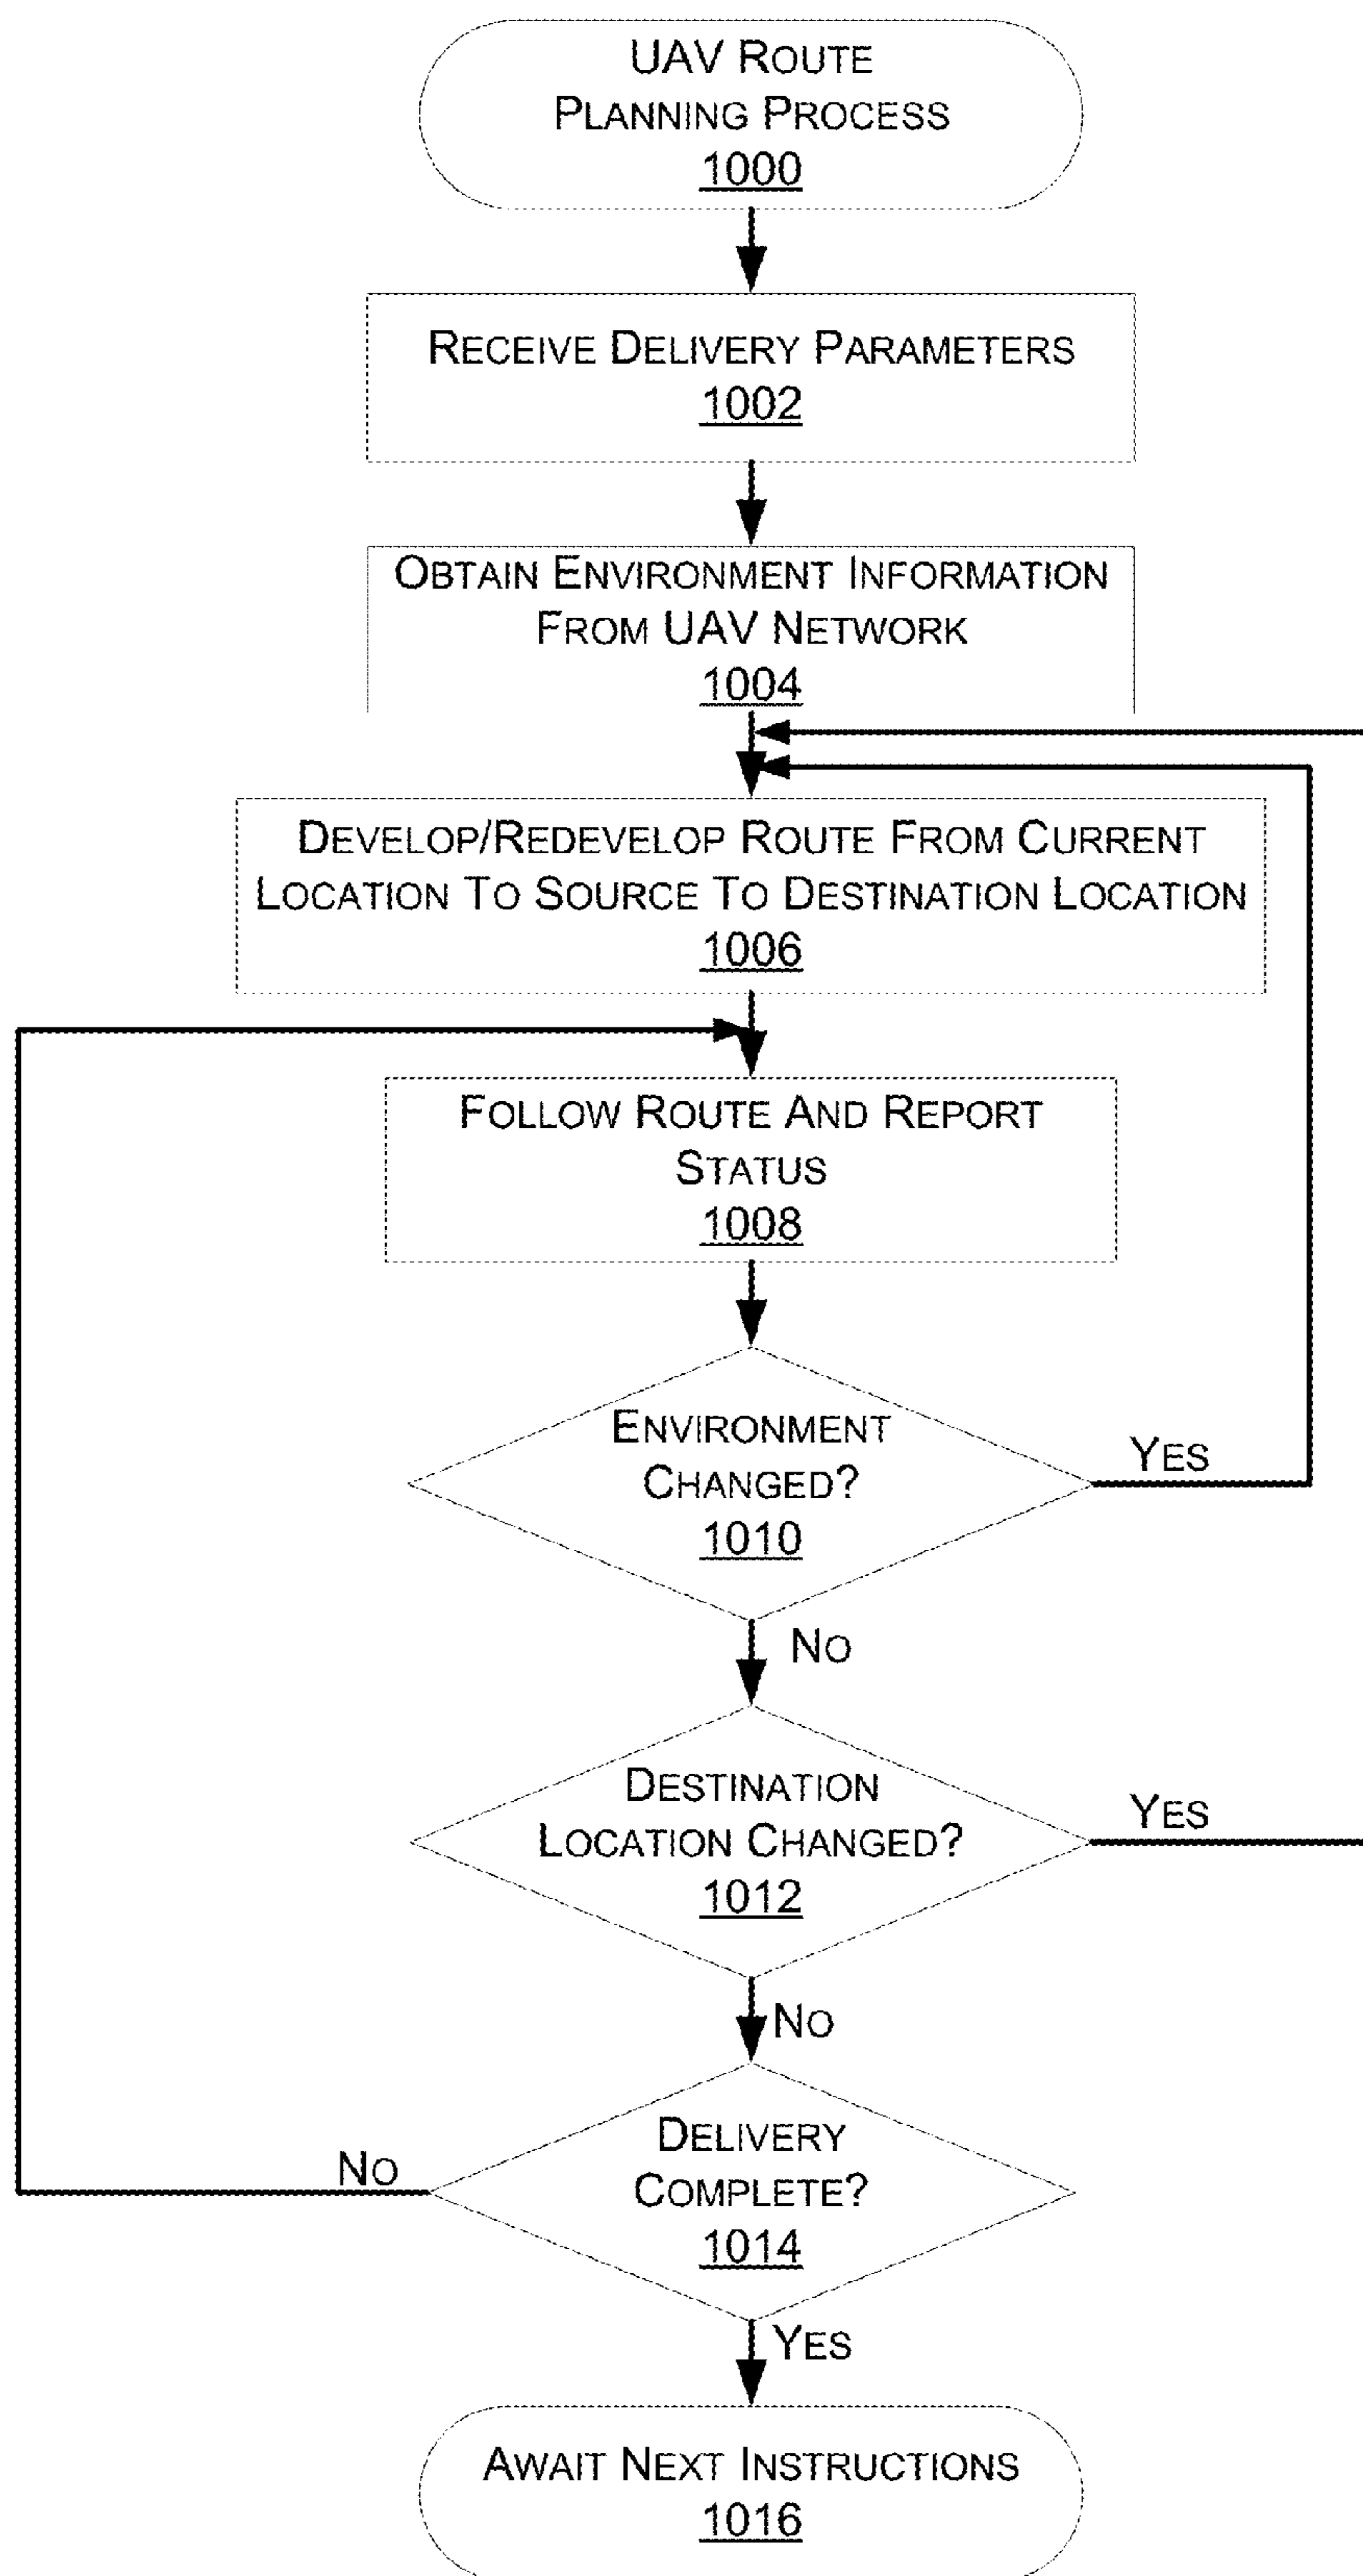 UAV ROUTE
PLANNING PROCESS
1000
RECEIVE DELIVERY PARAMETERS
1002
OBTAIN ENVIRONMENT INFORMATION
FROM UAV NETWORK
1004
DEVELOP/REDEVELOP ROUTE FROM CURRENT
LOCATION TO SOURCE TO DESTINATION LOCATION
1006
FOLLOW ROUTE AND REPORT
STATUS
1008
ENVIRONMENT
CHANGED?
1010
YES
NO
DESTINATION
LOCATION CHANGED?
1012
YES
NO
DELIVERY
COMPLETE?
1014
NO
YES
AWAIT NEXT INSTRUCTIONS
1016